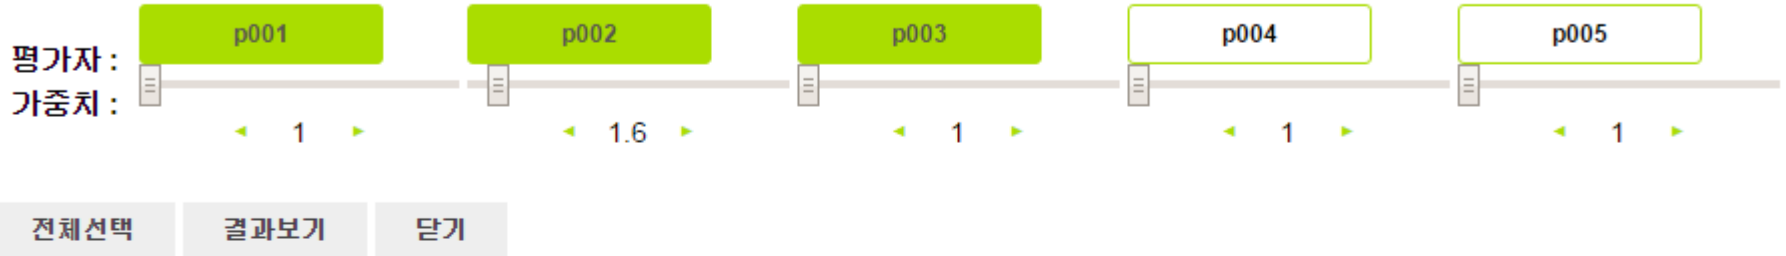 p001 p002 p003 p004 p005
평가자 :
가중치 :
1 1.6 1 1 1
전체선택 결과보기 닫기